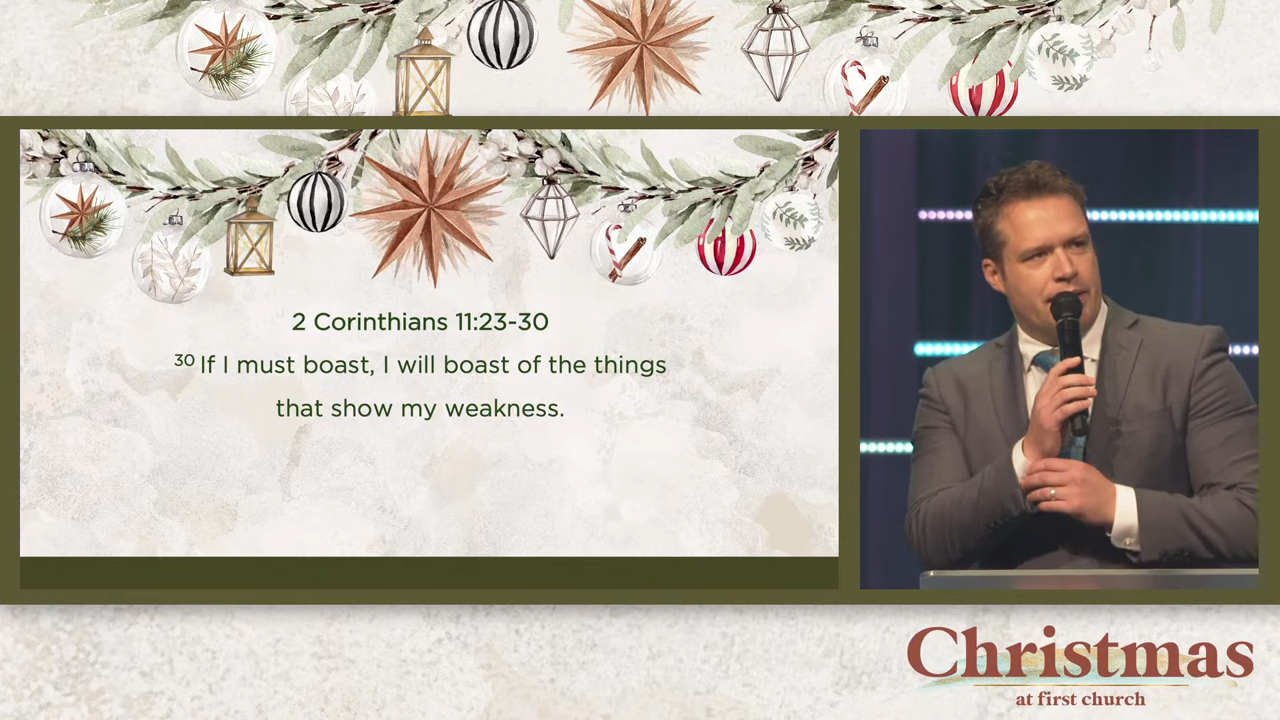 2 Corinthians 11:23-30
30 If I must boast, I will boast of the things
that show my weakness.
Christmas
at first church